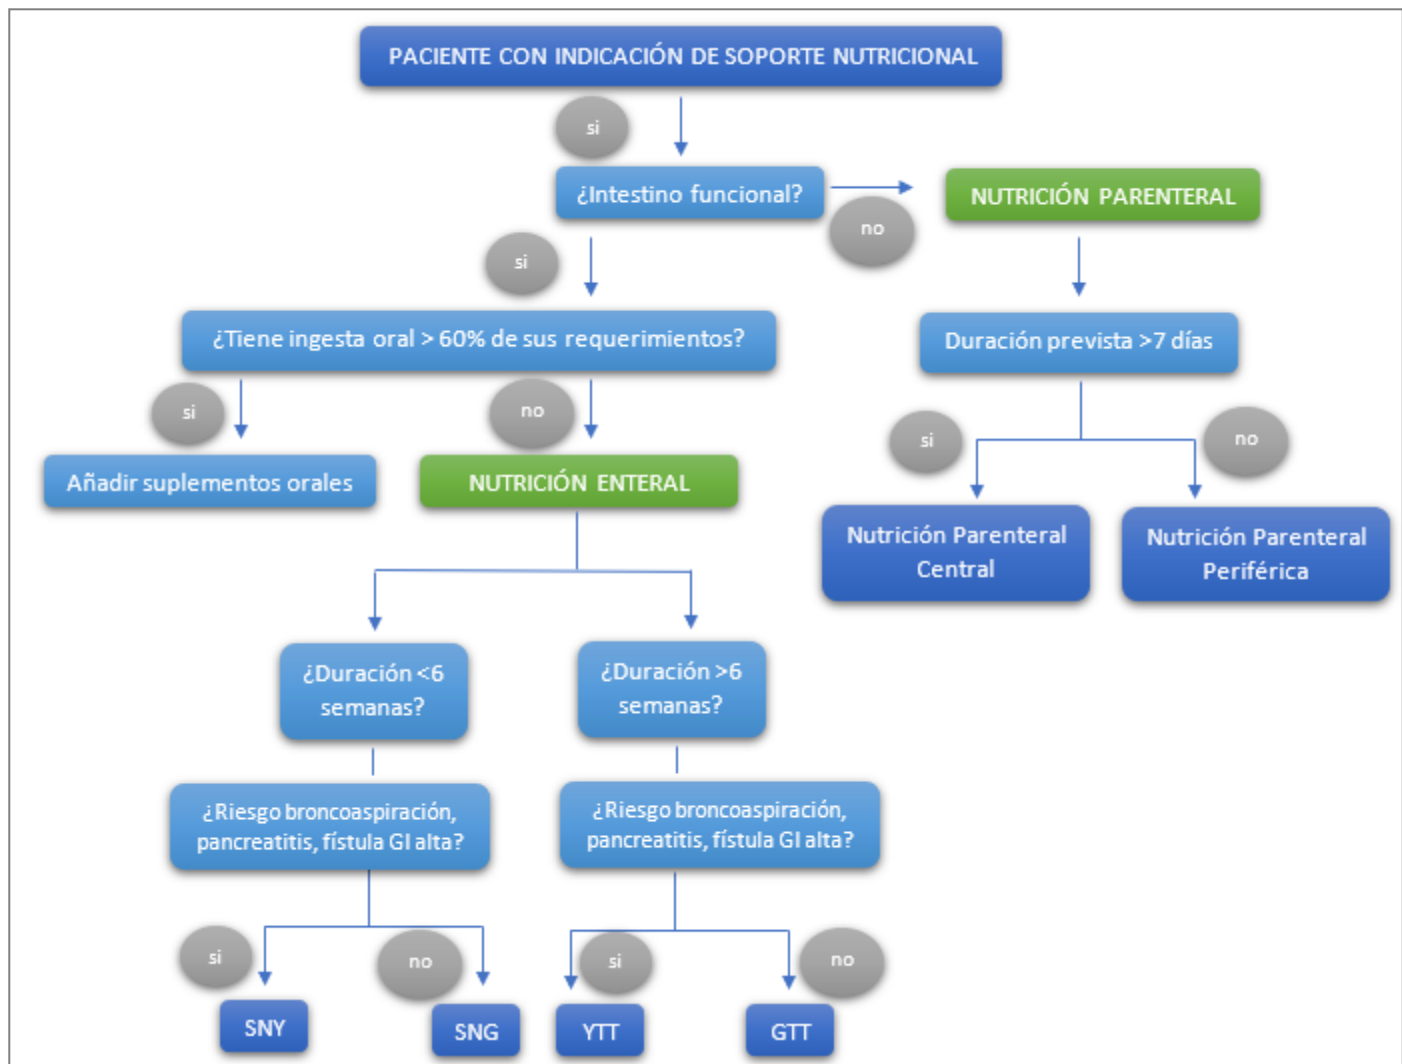 PACIENTE CON INDICACIÓN DE SOPORTE NUTRICIONAL
si
¿Intestino funcional?
no
NUTRICIÓN PARENTERAL
si
¿Tiene ingesta oral > 60% de sus requerimientos?
Duración prevista >7 días
si
no
si
no
Añadir suplementos orales
NUTRICIÓN ENTERAL
Nutrición Parenteral
Central
Nutrición Parenteral
Periférica
¿Duración <6
semanas?
¿Duración >6
semanas?
¿Riesgo broncoaspiración,
pancreatitis, fístula GI alta?
¿Riesgo broncoaspiración,
pancreatitis, fístula GI alta?
si
no
si
no
SNY
SNG
YTT
GTT